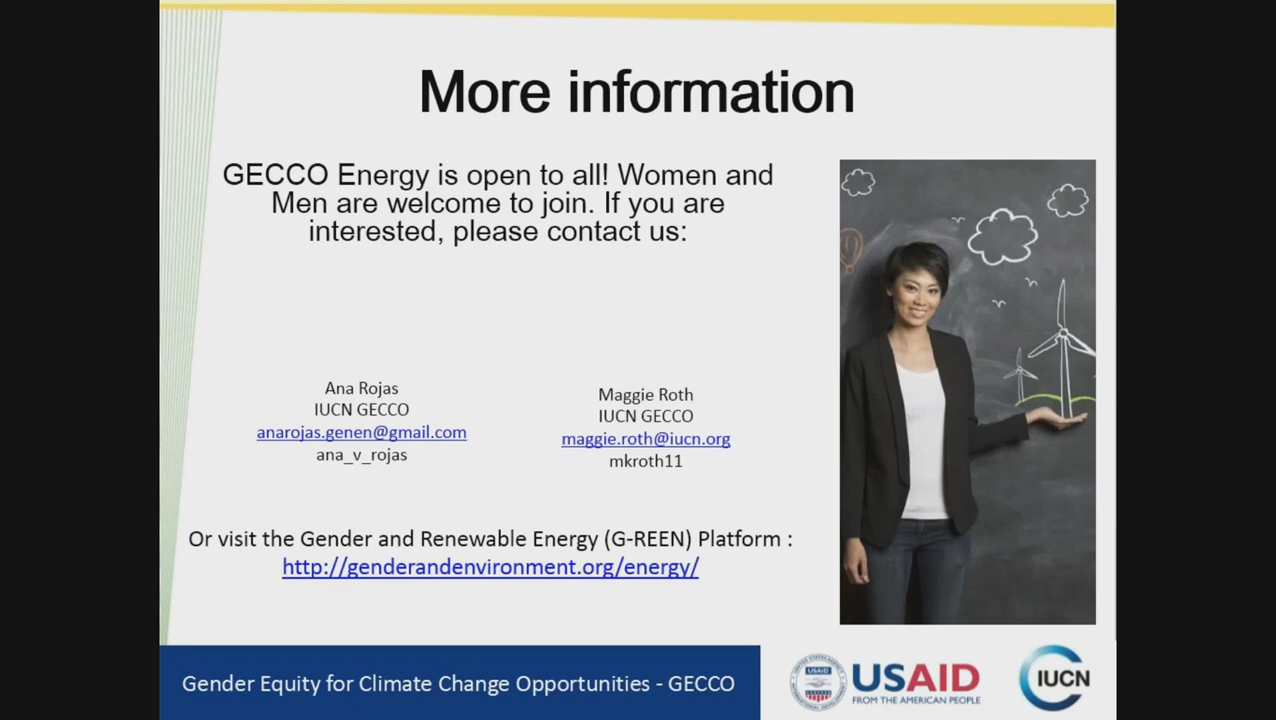 More information
GECCO Energy is open to all! Women and
Men are welcome to join. If you are
interested, please contact us:
Ana Rojas
IUCN GECCO
anarojas.genen@gmail.com
ana_v_rojas
Maggie Roth
IUCN GECCO
maggie.roth@iucn.org
mkroth11
Or visit the Gender and Renewable Energy (G-REEN) Platform :
http://genderandenvironment.org/energy/
Gender Equity for Climate Change Opportunities - GECCO
USAID
USAID
FROM THE AMERICAN PEOPLE
IUCN